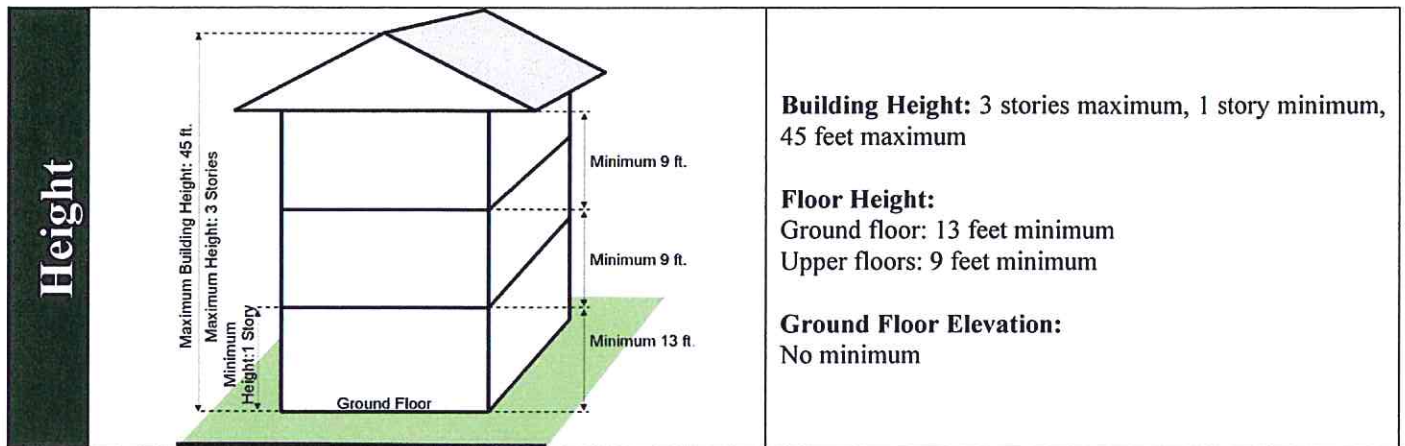 Height
Maximum Building Height: 45 ft.
Maximum Height: 3 Stories
Minimum
Height:1 Story
Minimum 9 ft.
Minimum 9 ft.
Minimum 13 ft.
Ground Floor
Building Height: 3 stories maximum, 1 story minimum,
45 feet maximum
Floor Height:
Ground floor: 13 feet minimum
Upper floors: 9 feet minimum
Ground Floor Elevation:
No minimum